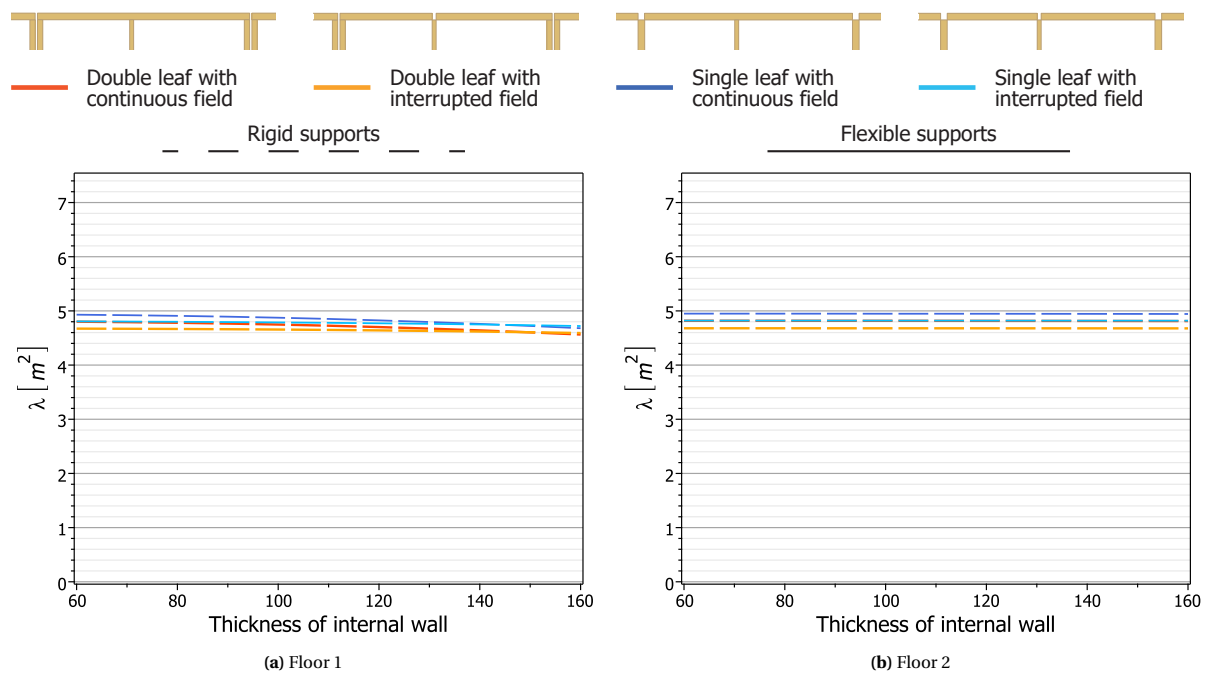 Double leaf with
continuous field
Double leaf with
interrupted field
Single leaf with
continuous field
Single leaf with
interrupted field
Rigid supports
Flexible supports
7
6
5
4
3
2
1
0
λ [ m² ]
60 80 100 120 140 160
Thickness of internal wall
(a) Floor 1
7
6
5
4
3
2
1
0
λ [ m² ]
60 80 100 120 140 160
Thickness of internal wall
(b) Floor 2